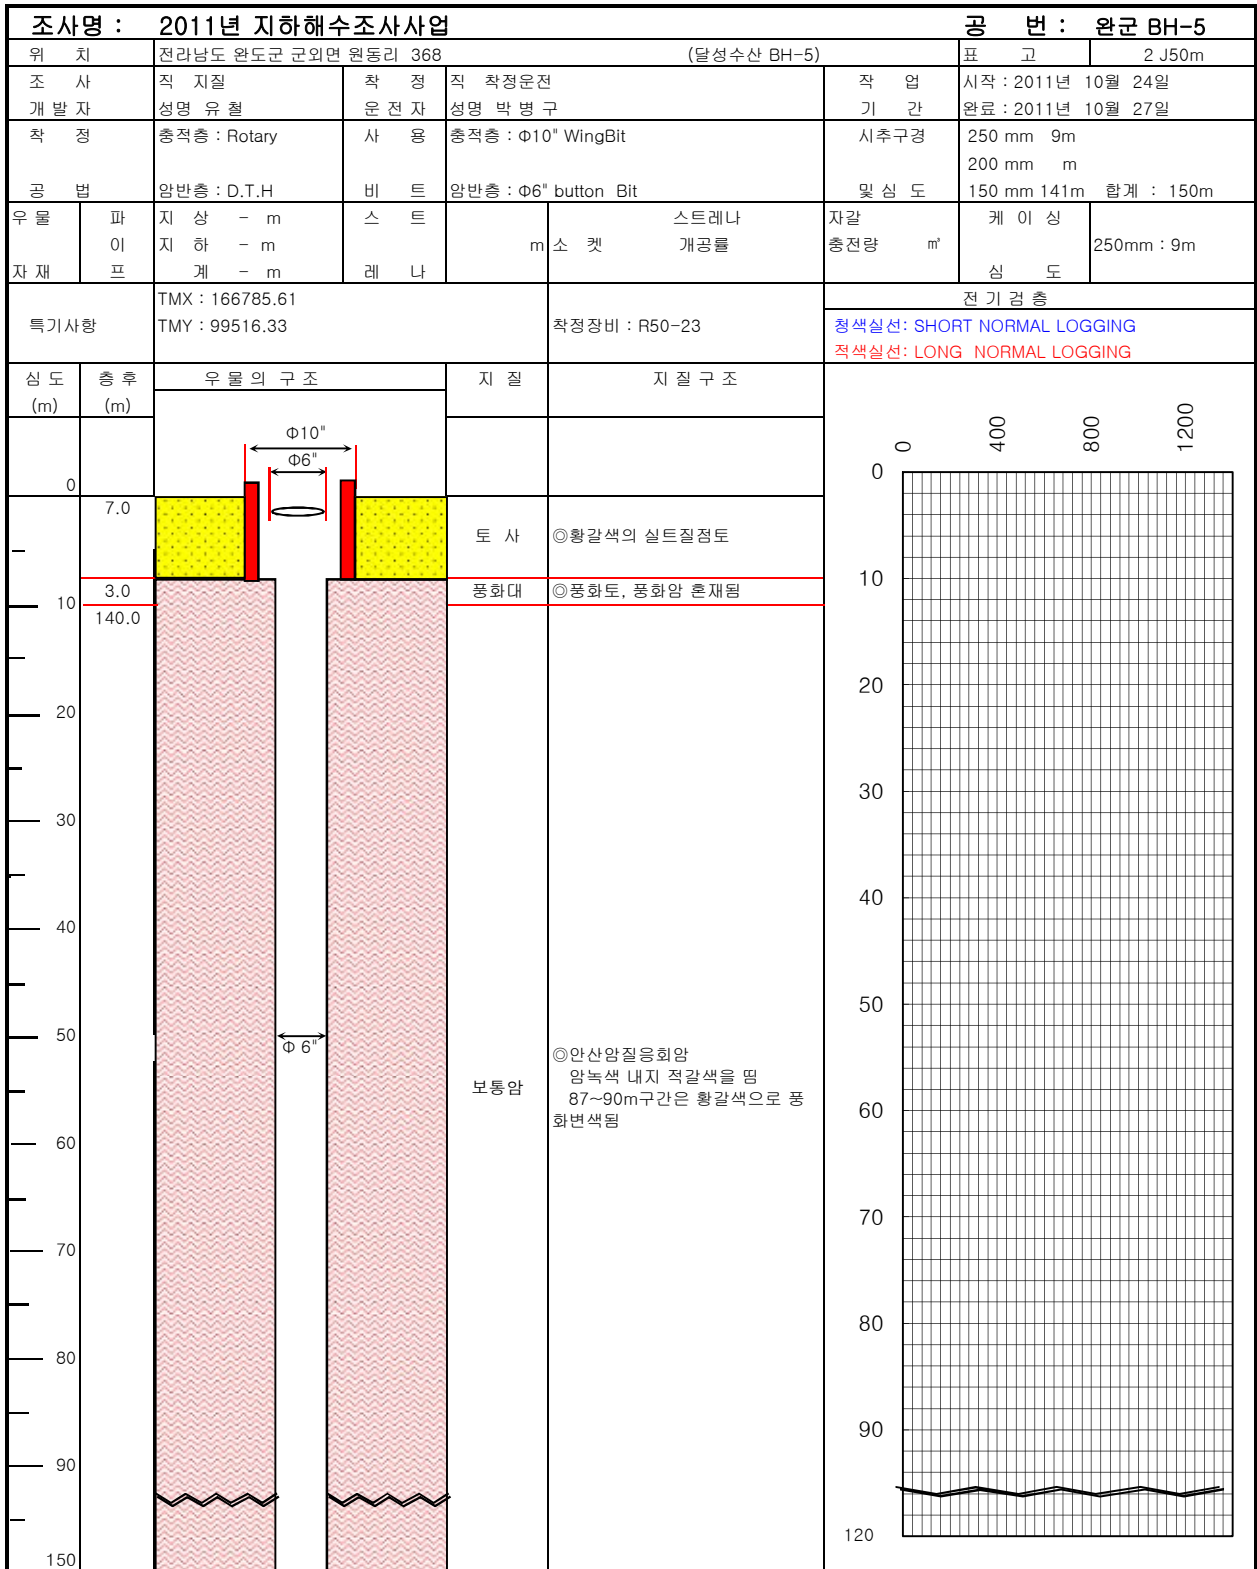 조사명 : 2011년 지하해수조사사업 공 번 : 완군 BH-5
위 치 전라남도 완도군 군외면 원동리 368 (달성수산 BH-5) 표 고 2 J50m
조 사 직 지질 착 정 직 착정운전 작 업 시작 : 2011년 10월 24일
개 발 자 성명 유 철 운 전 자 성명 박 병 구 기 간 완료 : 2011년 10월 27일
착 정 충적층 : Rotary 사 용 충적층 : Φ10" WingBit 시추구경 250 mm 9m
200 mm m
공 법 암반층 : D.T.H 비 트 암반층 : Φ6" button Bit 및 심 도 150 mm 141m 합계 : 150m
우 물 파 지 상 - m 스 트 스트레나 자갈 케 이 싱
이 지 하 - m m 소 켓 개공률 충전량 ㎥ 250mm : 9m
자 재 프 계 - m 레 나 심 도
TMX : 166785.61 전 기 검 층
특기사항 TMY : 99516.33 착정장비 : R50-23 청색실선: SHORT NORMAL LOGGING
적색실선: LONG NORMAL LOGGING
심 도 층 후 우 물 의 구 조 지 질 지 질 구 조
(m) (m)
Φ10"
Φ6"
0 400 800 1200
0
7.0
토 사 ◎황갈색의 실트질점토
3.0 풍화대 ◎풍화토, 풍화암 혼재됨
10
140.0
20
30
40
50
Φ 6"
◎안산암질응회암
암녹색 내지 적갈색을 띔
보통암
87~90m구간은 황갈색으로 풍
화변색됨
60
70
80
90
150
0
10
20
30
40
50
60
70
80
90
120